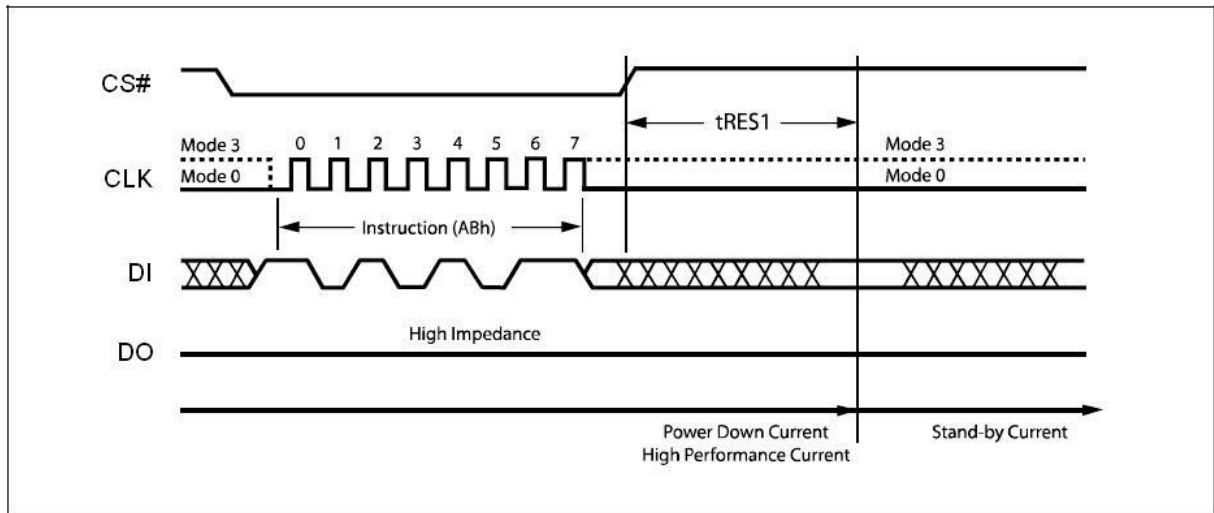 CS#
tRES1
Mode 3
0 1 2 3 4 5 6 7
Mode 3
CLK
Mode 0
Mode 0
Instruction (ABh)
DI
High Impedance
DO
Power Down Current
High Performance Current
Stand-by Current